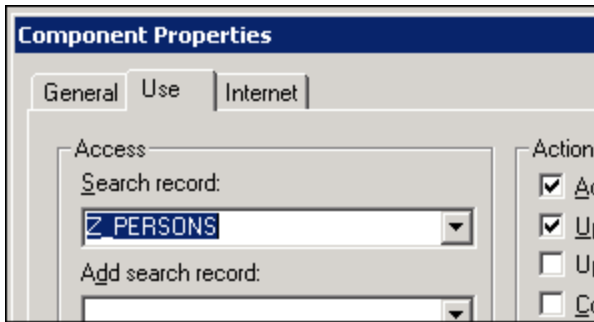 Component Properties
General Use Internet
Access
Search record:
Z_PERSONS
Add search record:
Action